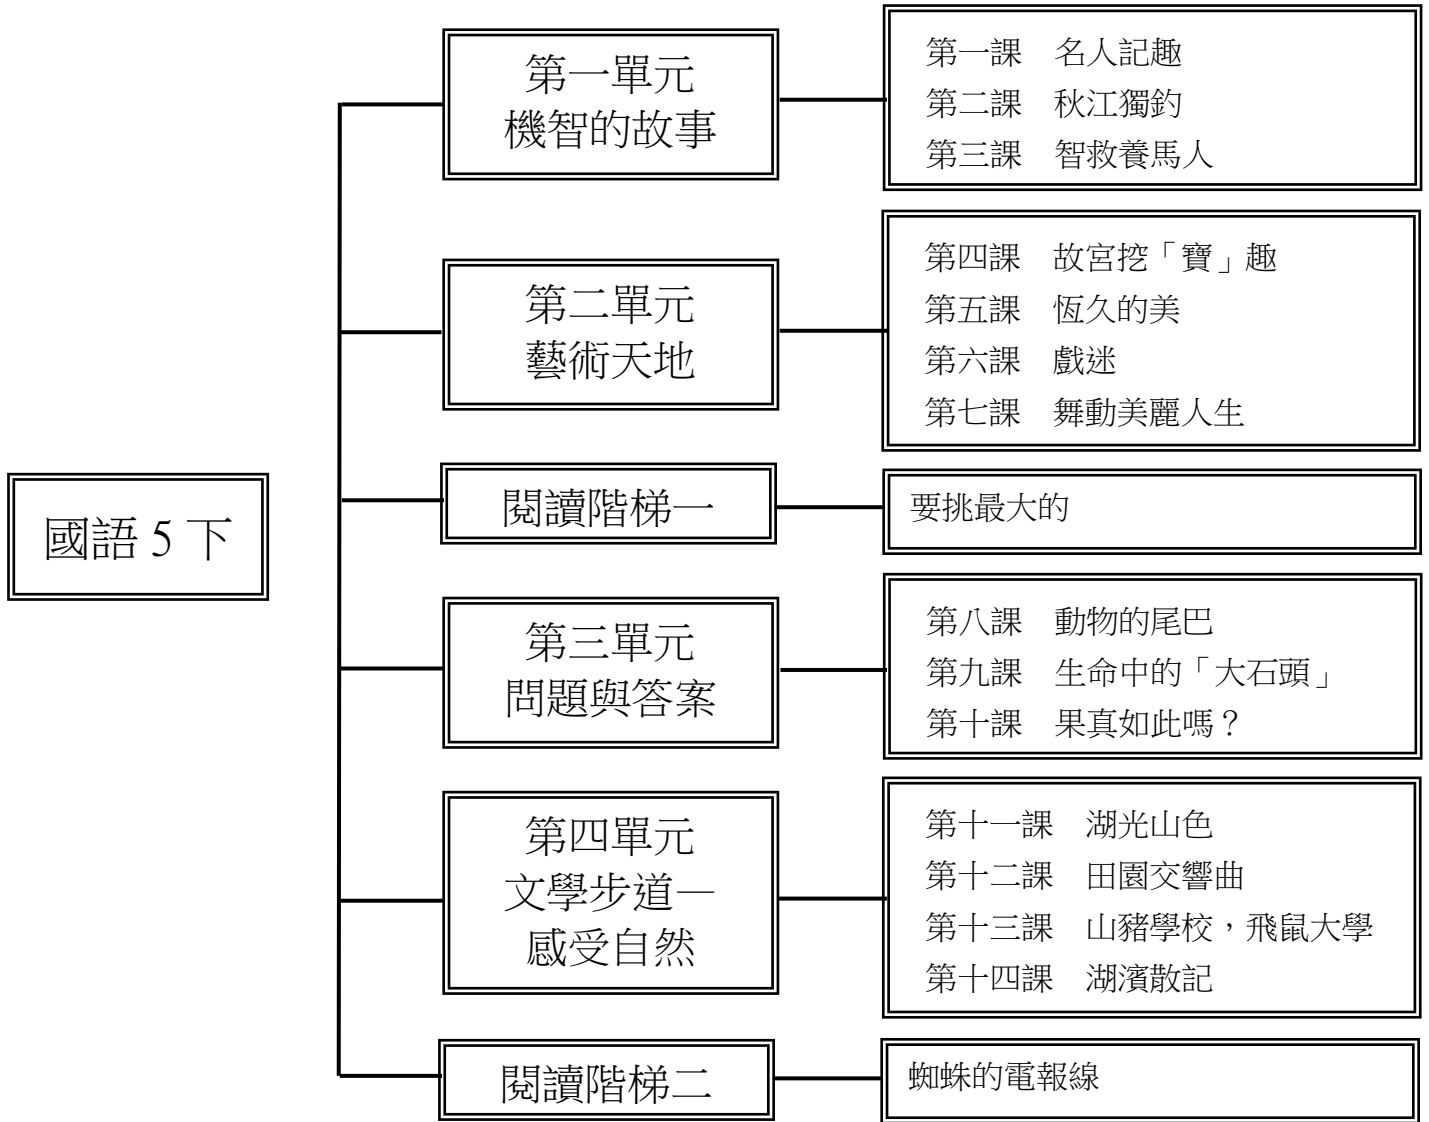 國語 5 下
第一單元
機智的故事
第一課　名人記趣
第二課　秋江獨釣
第三課　智救養馬人
第二單元
藝術天地
第四課　故宮挖「寶」趣
第五課　恆久的美
第六課　戲迷
第七課　舞動美麗人生
閱讀階梯一
要挑最大的
第三單元
問題與答案
第八課　動物的尾巴
第九課　生命中的「大石頭」
第十課　果真如此嗎？
第四單元
文學步道—
感受自然
第十一課　湖光山色
第十二課　田園交響曲
第十三課　山豬學校，飛鼠大學
第十四課　湖濱散記
閱讀階梯二
蜘蛛的電報線